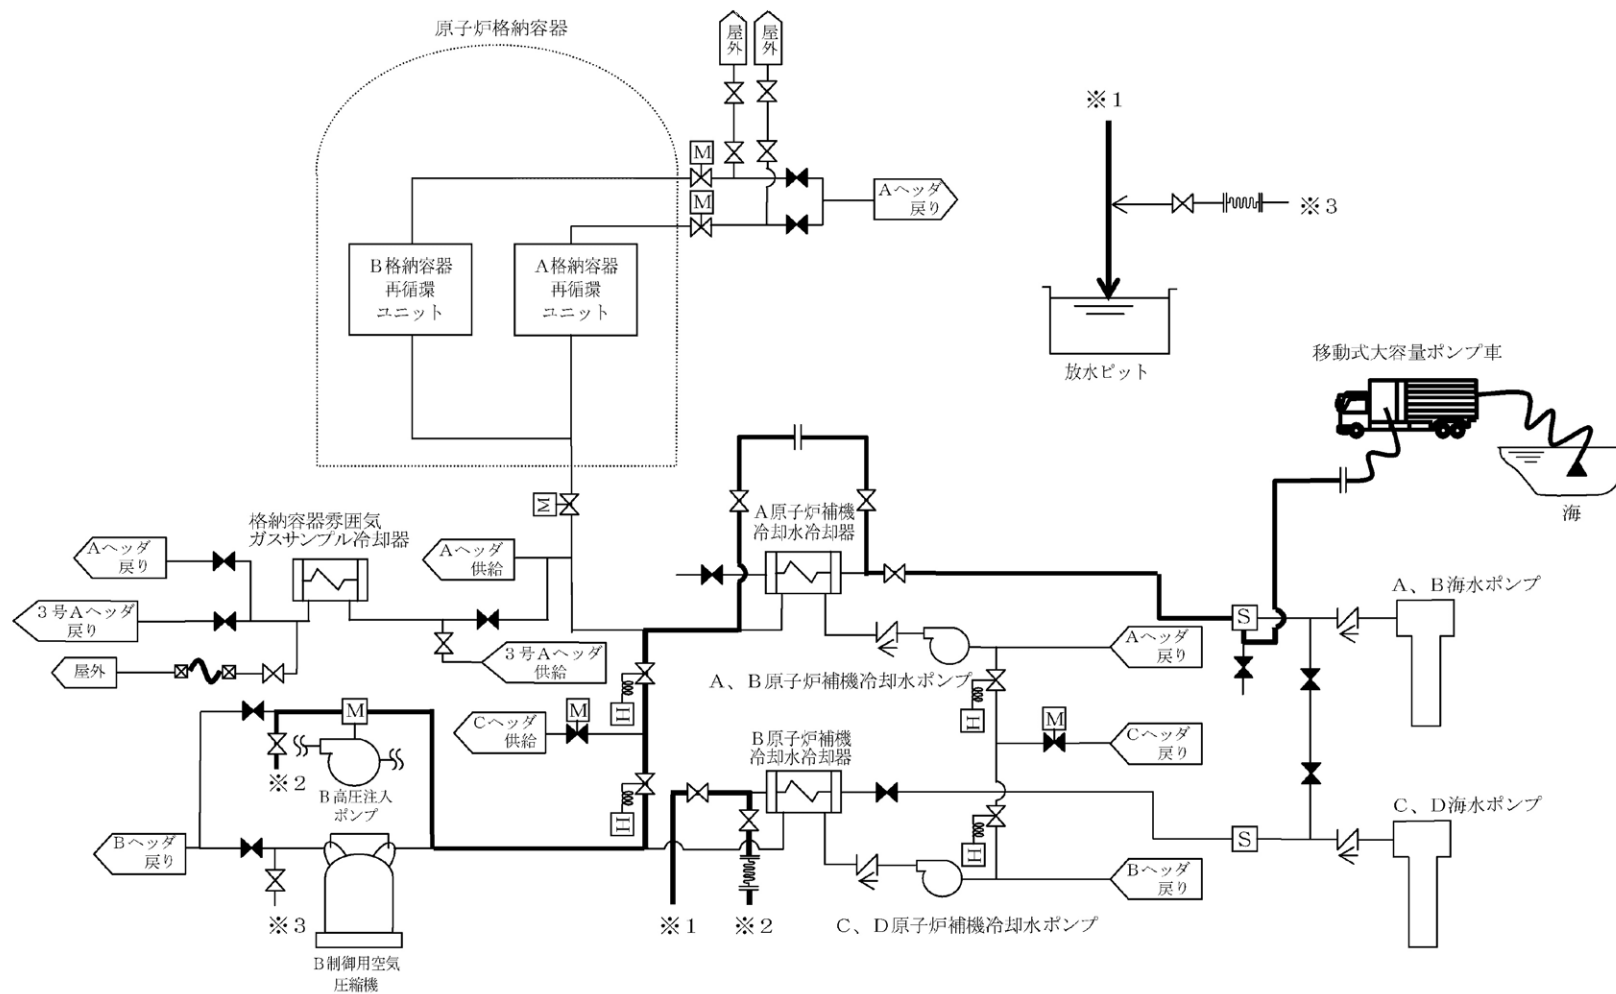 原子炉格納容器
屋外
屋外
※1
M
M
Aヘッダ
戻り
※3
B格納容器
再循環
ユニット
A格納容器
再循環
ユニット
放水ピット
移動式大容量ポンプ車
海
M
格納容器雰囲気
ガスサンプル冷却器
A原子炉補機
冷却水冷却器
Aヘッダ
戻り
Aヘッダ
供給
3号Aヘッダ
戻り
3号Aヘッダ
供給
屋外
S
A、B海水ポンプ
Aヘッダ
戻り
A、B原子炉補機冷却水ポンプ
H
H
M
M
Cヘッダ
供給
M
Cヘッダ
戻り
※2
B高圧注入
ポンプ
B原子炉補機
冷却水冷却器
H
H
S
C、D海水ポンプ
Bヘッダ
戻り
Bヘッダ
戻り
※3
※1
※2
C、D原子炉補機冷却水ポンプ
B制御用空気
圧縮機